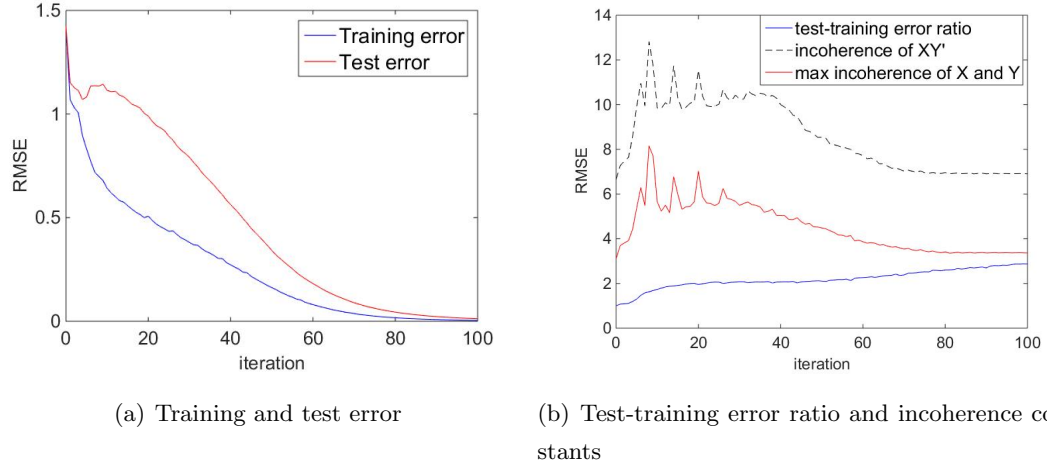 1.5
1
0.5
0
RMSE
0
20
40
60
80
100
iteration
Training error
Test error
(a) Training and test error
14
12
10
8
6
4
2
0
RMSE
0
20
40
60
80
100
iteration
test-training error ratio
incoherence of XY'
max incoherence of X and Y
(b) Test-training error ratio and incoherence co
stants